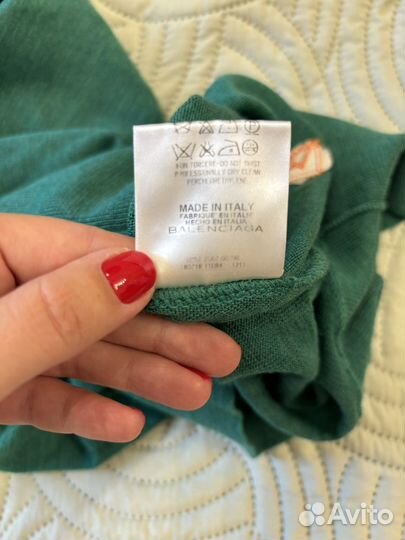 NON TORCERE-DO NOT TWIST
PROFESSIONALLY DRY CLEAN
PERCHLORETHYLENE
MADE IN ITALY
FABRIQUE EN ITALIE
HECHO EN ITALIA
BALENCIAGA
Avito